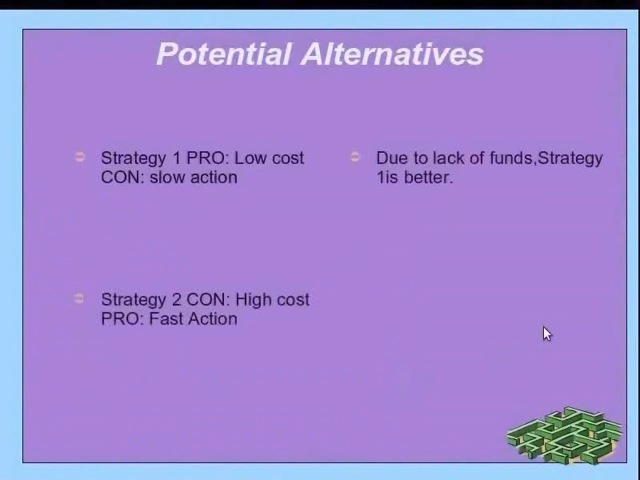 Potential Alternatives
Strategy 1 PRO: Low cost
CON: slow action
Due to lack of funds,Strategy
1is better.
Strategy 2 CON: High cost
PRO: Fast Action